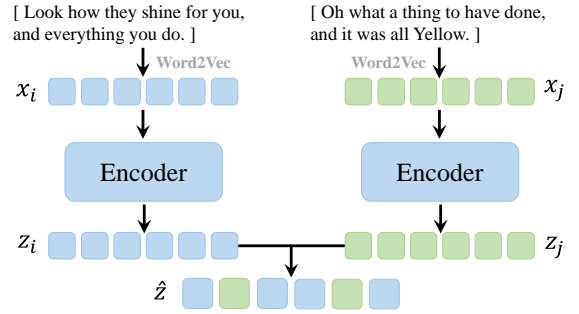 [ Look how they shine for you,
and everything you do. ]
[ Oh what a thing to have done,
and it was all Yellow. ]
Word2Vec
Word2Vec
x_i
x_j
Encoder
Encoder
z_i
z_j
ẑ